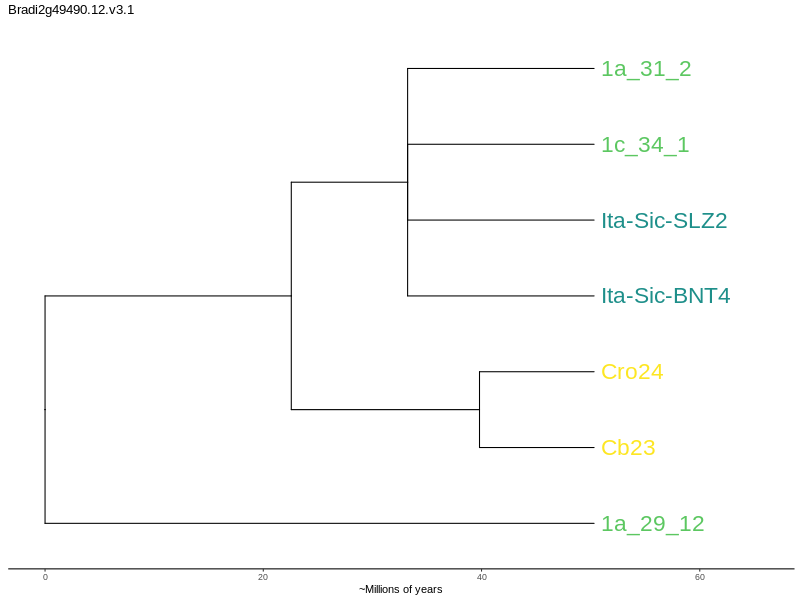 Bradi2g49490.12.v3.1
1a_31_2
1c_34_1
Ita-Sic-SLZ2
Ita-Sic-BNT4
Cro24
Cb23
1a_29_12
0 20 40 60
~Millions of years